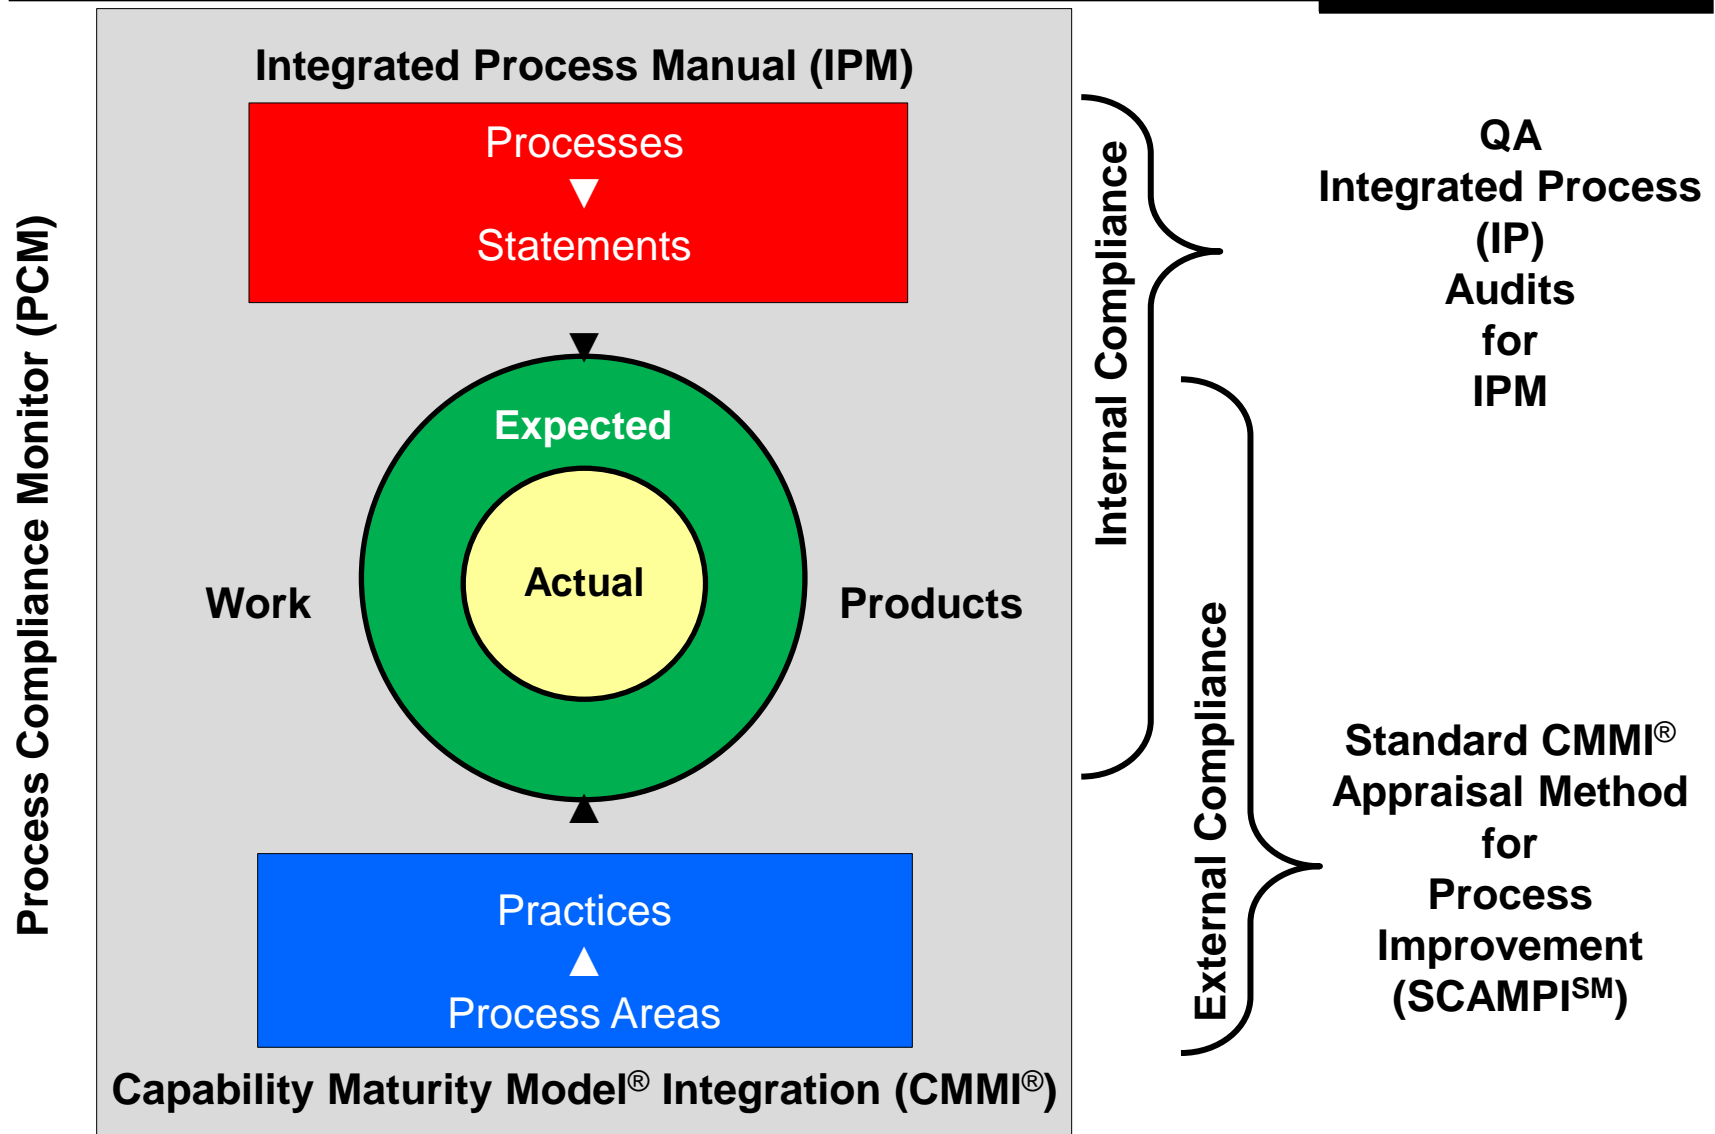 Process Compliance Monitor (PCM)
Integrated Process Manual (IPM)
Processes
▼
Statements
Expected
Actual
Work
Products
Practices
▲
Process Areas
Capability Maturity Model® Integration (CMMI®)
Internal Compliance
External Compliance
QA
Integrated Process
(IP)
Audits
for
IPM
Standard CMMI®
Appraisal Method
for
Process
Improvement
(SCAMPI℠)